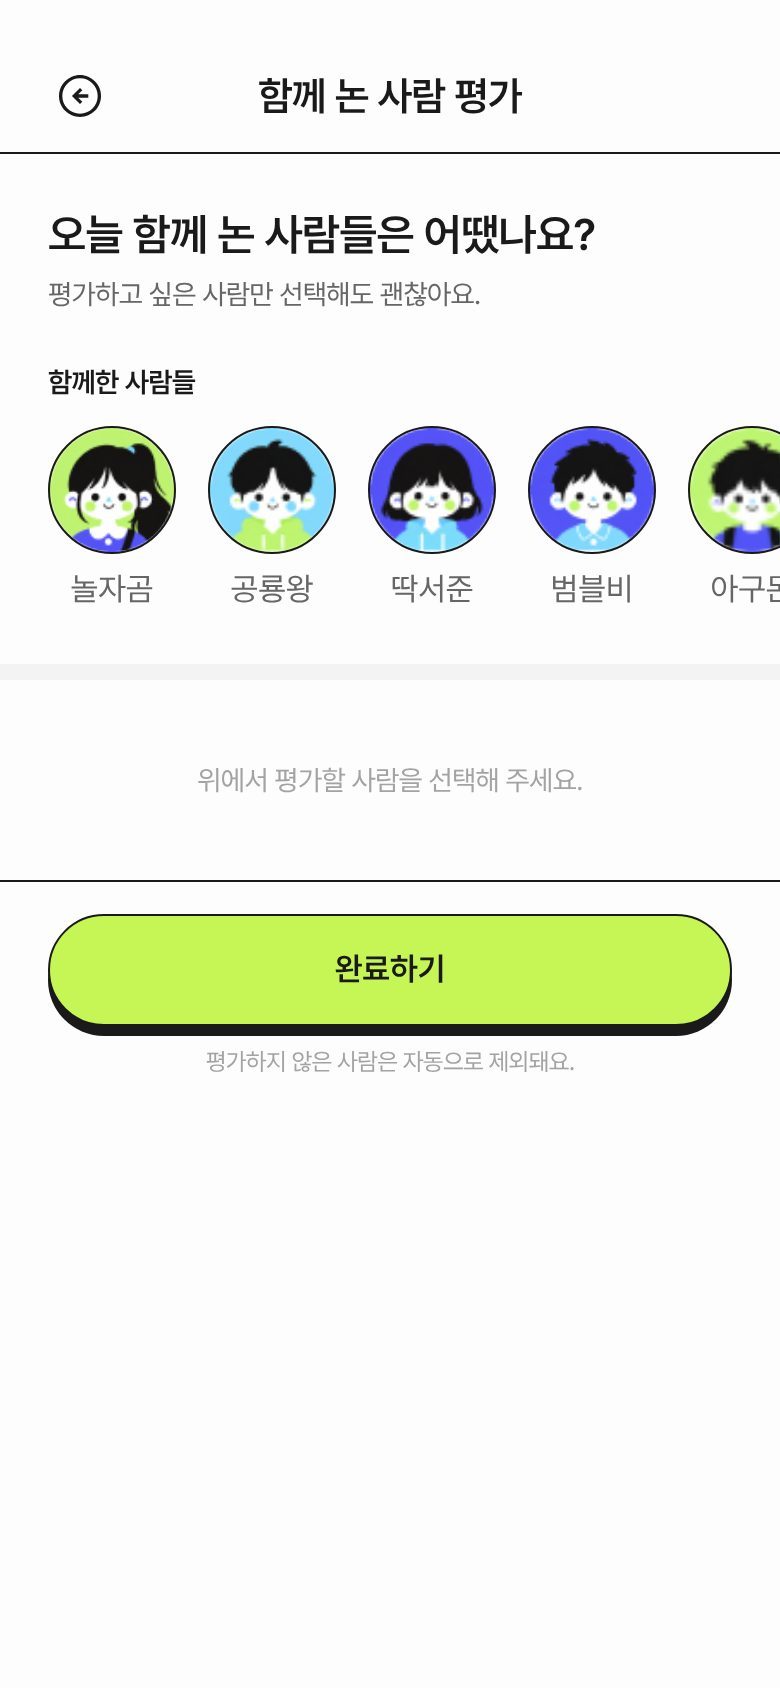 함께 논 사람 평가
오늘 함께 논 사람들은 어땠나요?
평가하고 싶은 사람만 선택해도 괜찮아요.
함께한 사람들
놀자곰 공룡왕 딱서준 범블비 아구
위에서 평가할 사람을 선택해 주세요.
완료하기
평가하지 않은 사람은 자동으로 제외돼요.